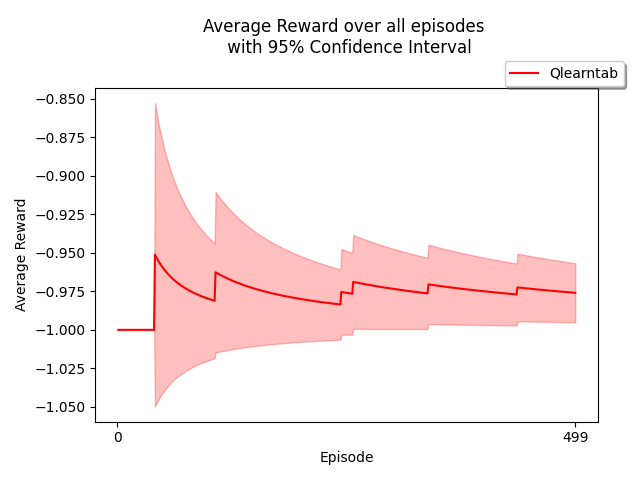 Average Reward over all episodes
with 95% Confidence Interval
Qlearntab
−0.850
−0.875
−0.900
−0.925
−0.950
−0.975
−1.000
−1.025
−1.050
Average Reward
0
499
Episode